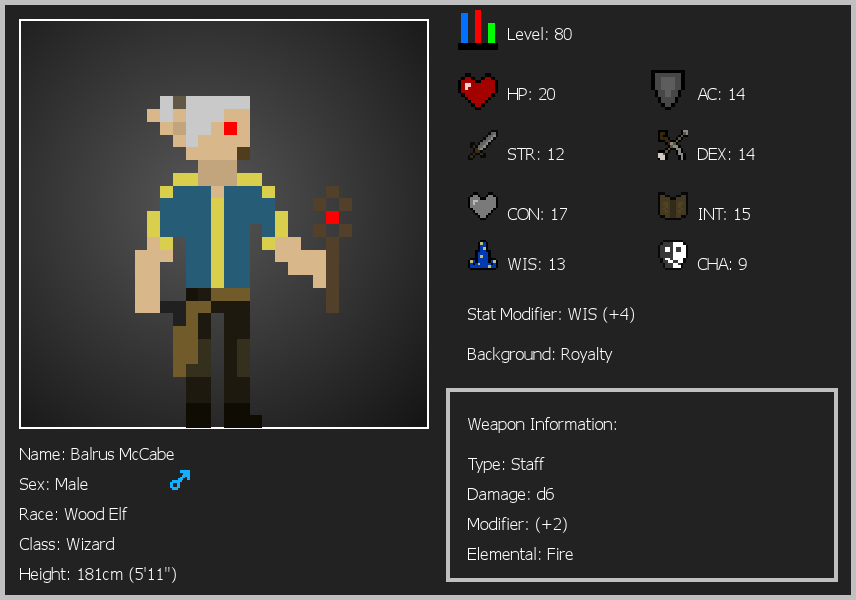 Level: 80
HP: 20
AC: 14
STR: 12
DEX: 14
CON: 17
INT: 15
WIS: 13
CHA: 9
Stat Modifier: WIS (+4)
Background: Royalty
Weapon Information:
Type: Staff
Damage: d6
Modifier: (+2)
Elemental: Fire
Name: Balrus McCabe
Sex: Male
Race: Wood Elf
Class: Wizard
Height: 181cm (5'11")